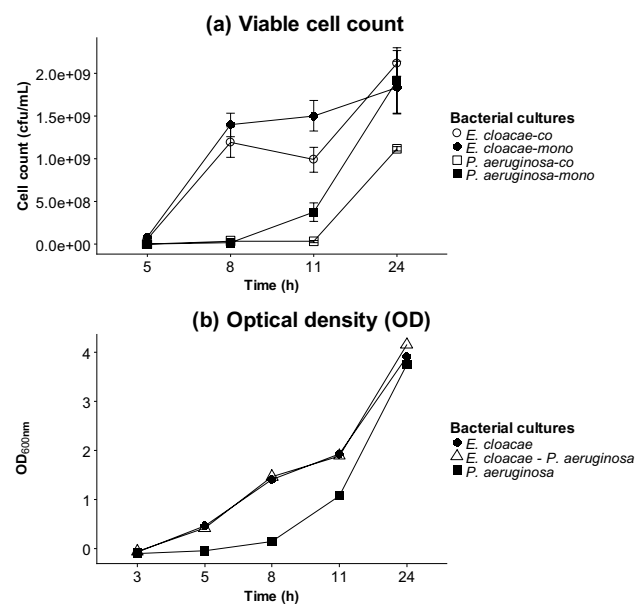 (a) Viable cell count
Cell count (cfu/mL)
2.0e+09
1.5e+09
1.0e+09
5.0e+08
0.0e+00
5 8 11 24
Time (h)
Bacterial cultures
E. cloacae-co
E. cloacae-mono
P. aeruginosa-co
P. aeruginosa-mono
(b) Optical density (OD)
OD600nm
4
3
2
1
0
3 5 8 11 24
Time (h)
Bacterial cultures
E. cloacae
E. cloacae - P. aeruginosa
P. aeruginosa